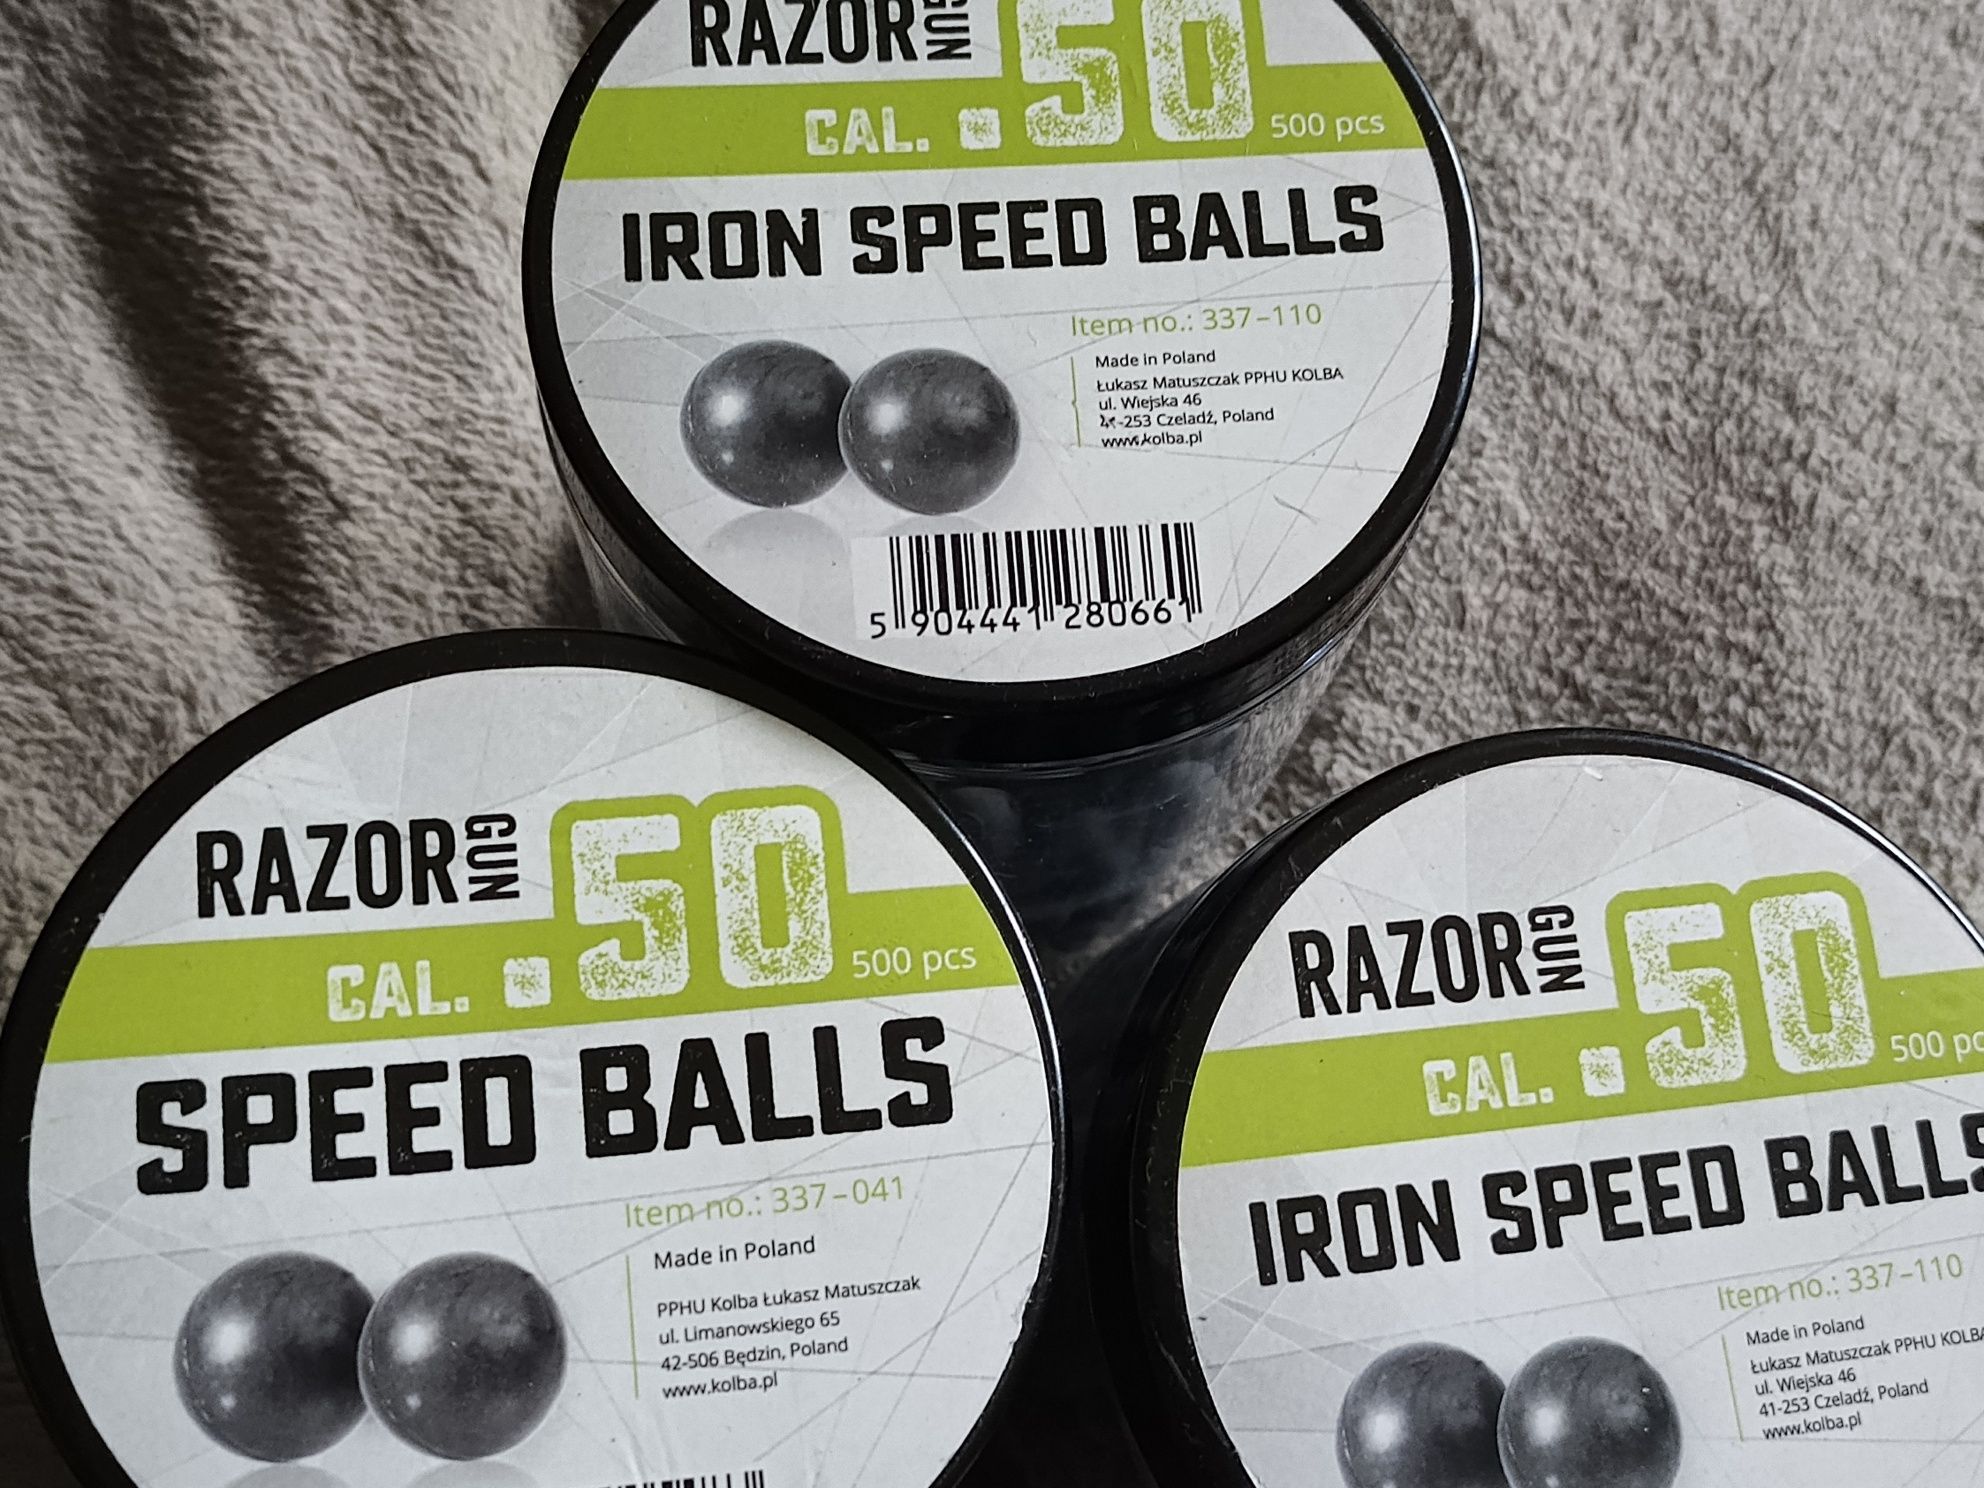 RAZOR GUN
CAL. .50 500 pcs
IRON SPEED BALLS
Item no.: 337-110
Made in Poland
Łukasz Matuszczak PPHU KOLBA
ul. Wiejska 46
-253 Czeladź, Poland
www.kolba.pl
5 904441 280661
RAZOR GUN
CAL. .50 500 pcs
SPEED BALLS
Item no.: 337-041
Made in Poland
PPHU Kolba Łukasz Matuszczak
ul. Limanowskiego 65
42-506 Będzin, Poland
www.kolba.pl
RAZOR GUN
CAL. .50 500 pc
IRON SPEED BALLS
Item no.: 337-110
Made in Poland
Łukasz Matuszczak PPHU KOLBA
ul. Wiejska 46
41-253 Czeladź, Poland
www.kolba.pl